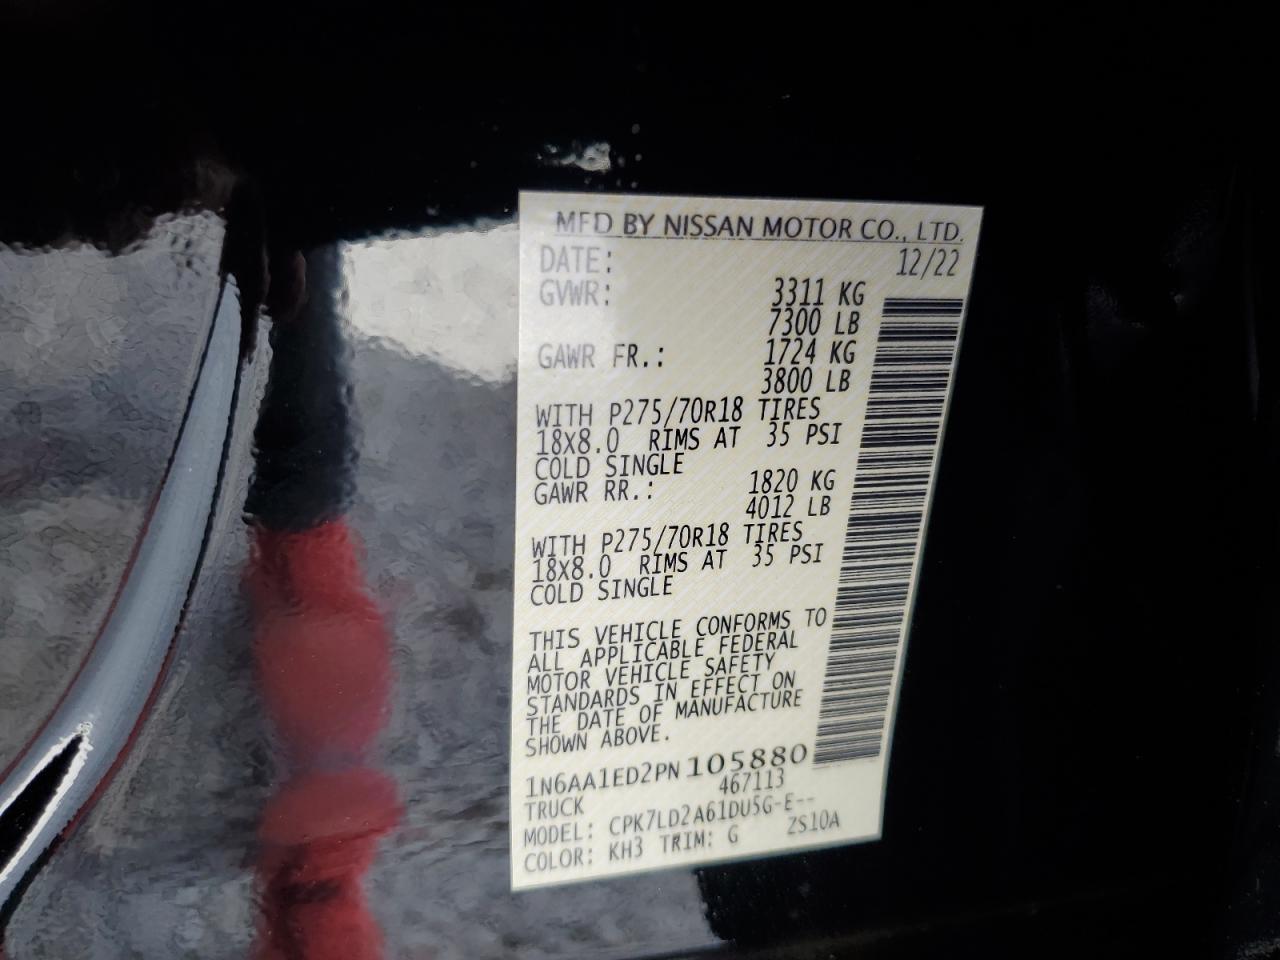 MFD BY NISSAN MOTOR CO., LTD.
DATE: 12/22
GVWR: 3311 KG
7300 LB
GAWR FR.: 1724 KG
3800 LB
WITH P275/70R18 TIRES
18X8.0 RIMS AT 35 PSI
COLD SINGLE
GAWR RR.: 1820 KG
4012 LB
WITH P275/70R18 TIRES
18X8.0 RIMS AT 35 PSI
COLD SINGLE
THIS VEHICLE CONFORMS TO
ALL APPLICABLE FEDERAL
MOTOR VEHICLE SAFETY
STANDARDS IN EFFECT ON
THE DATE OF MANUFACTURE
SHOWN ABOVE.
1N6AA1ED2PN105880
TRUCK 467113
MODEL: CPK7LD2A61DU5G-E--
COLOR: KH3 TRIM: G ZS10A